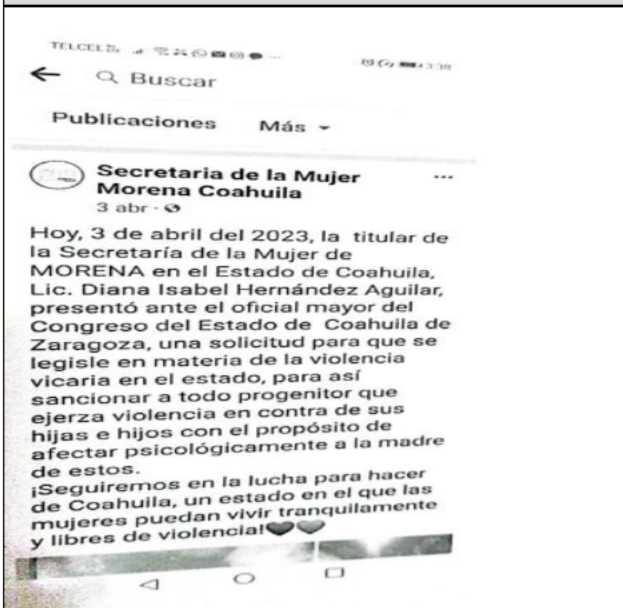 TELCEL
3:38
Buscar
Publicaciones Más
Secretaria de la Mujer
Morena Coahuila
3 abr ·
Hoy, 3 de abril del 2023, la titular de
la Secretaría de la Mujer de
MORENA en el Estado de Coahuila,
Lic. Diana Isabel Hernández Aguilar,
presentó ante el oficial mayor del
Congreso del Estado de Coahuila de
Zaragoza, una solicitud para que se
legisle en materia de la violencia
vicaria en el estado, para así
sancionar a todo progenitor que
ejerza violencia en contra de sus
hijas e hijos con el propósito de
afectar psicológicamente a la madre
de estos.
¡Seguiremos en la lucha para hacer
de Coahuila, un estado en el que las
mujeres puedan vivir tranquilamente
y libres de violencia!🖤🤍